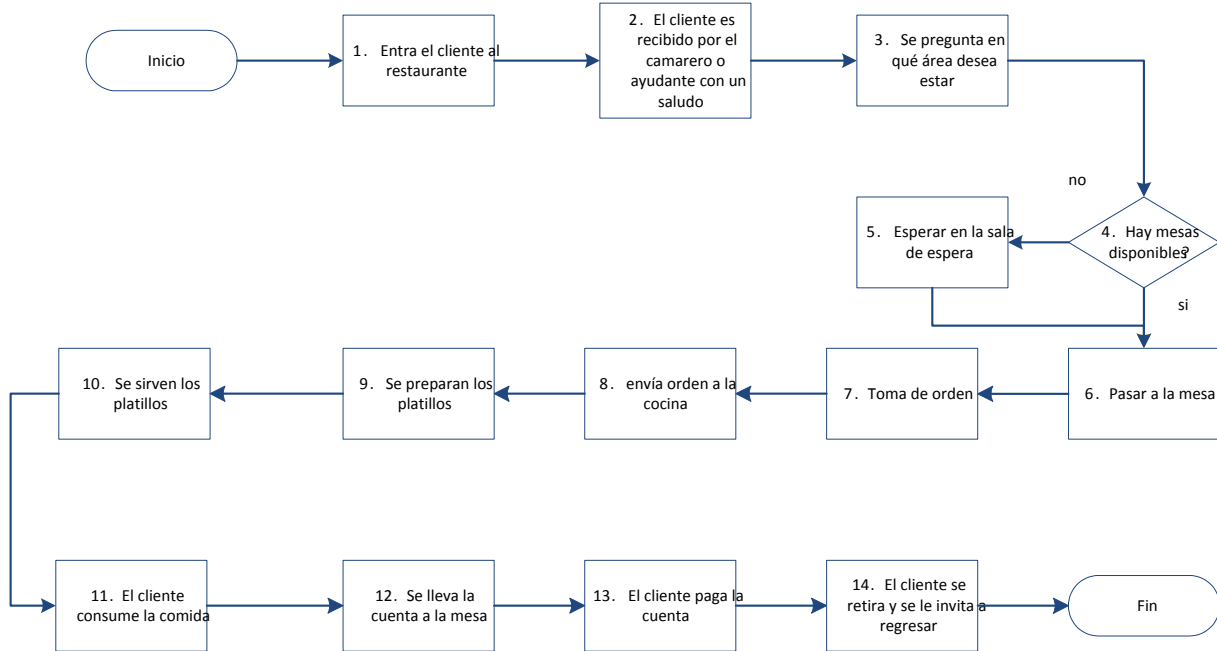 Inicio
1. Entra el cliente al
restaurante
2. El cliente es
recibido por el
camarero o
ayudante con un
saludo
3. Se pregunta en
qué área desea
estar
no
4. Hay mesas
disponibles?
5. Esperar en la sala
de espera
si
6. Pasar a la mesa
7. Toma de orden
8. envía orden a la
cocina
9. Se preparan los
platillos
10. Se sirven los
platillos
11. El cliente
consume la comida
12. Se lleva la
cuenta a la mesa
13. El cliente paga la
cuenta
14. El cliente se
retira y se le invita a
regresar
Fin